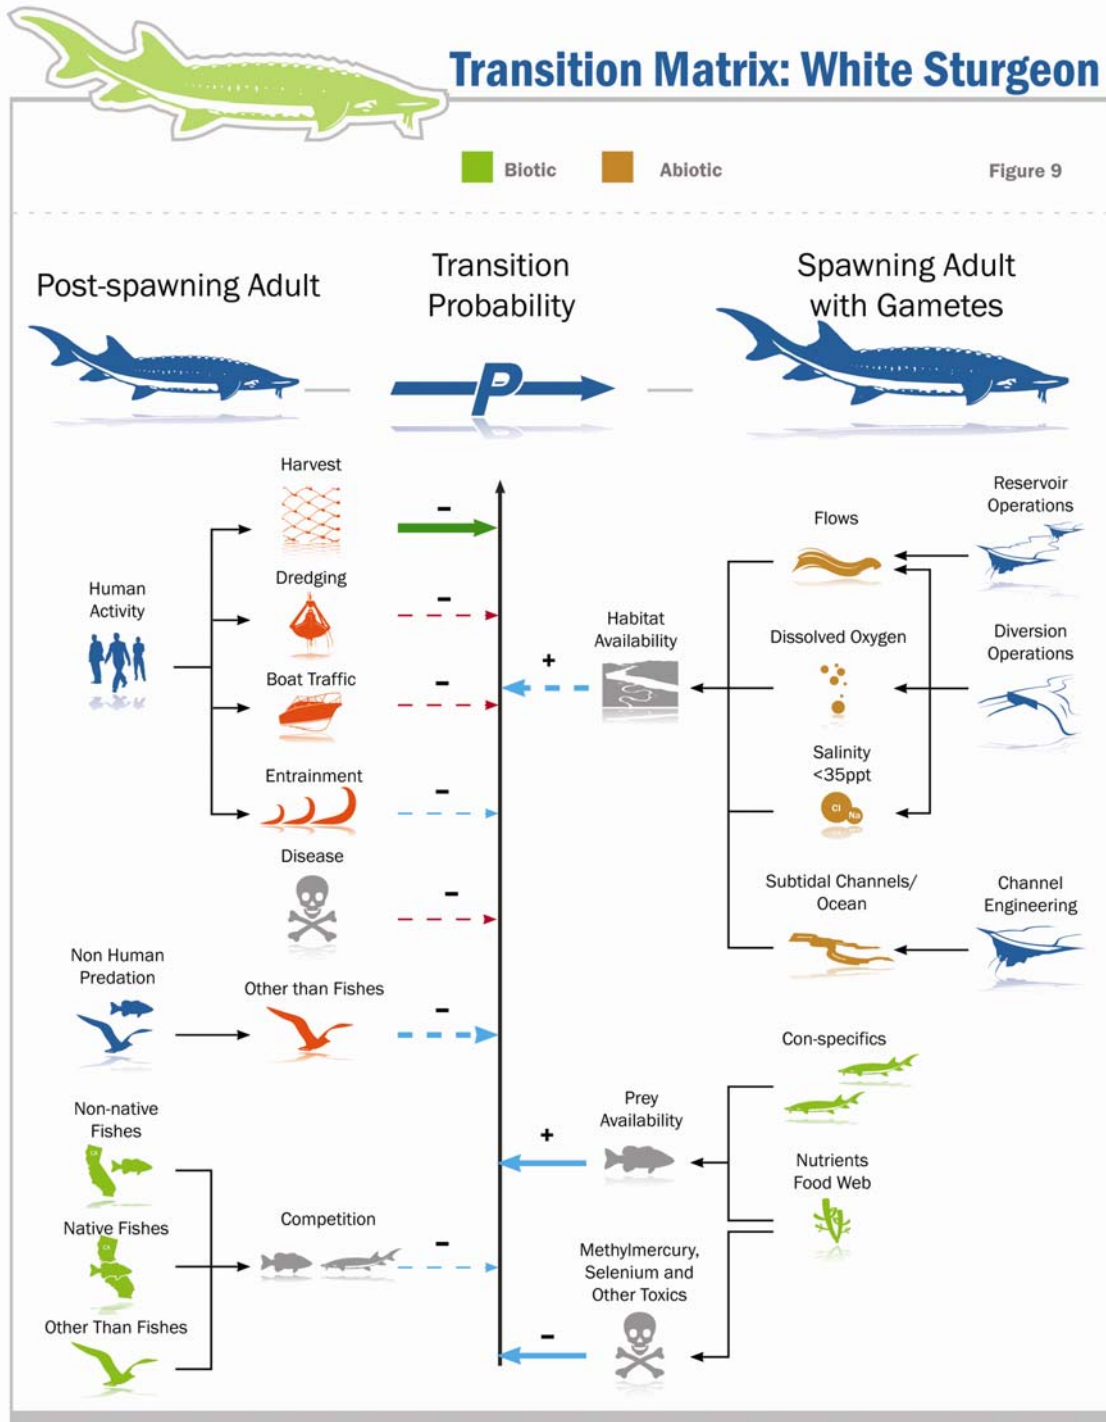 Transition Matrix: White Sturgeon
Biotic
Abiotic
Figure 9
Post-spawning Adult
Transition
Probability
Spawning Adult
with Gametes
P
Harvest
-
Human
Activity
Dredging
-
Boat Traffic
-
Entrainment
-
Disease
-
Non Human
Predation
Other than Fishes
-
Non-native
Fishes
CA
Native Fishes
CA
Other Than Fishes
Competition
-
Habitat
Availability
+
Flows
Reservoir
Operations
Dissolved Oxygen
Diversion
Operations
Salinity
<35ppt
Cl
Na
Subtidal Channels/
Ocean
Channel
Engineering
Con-specifics
Prey
Availability
+
Nutrients
Food Web
Methylmercury,
Selenium and
Other Toxics
-